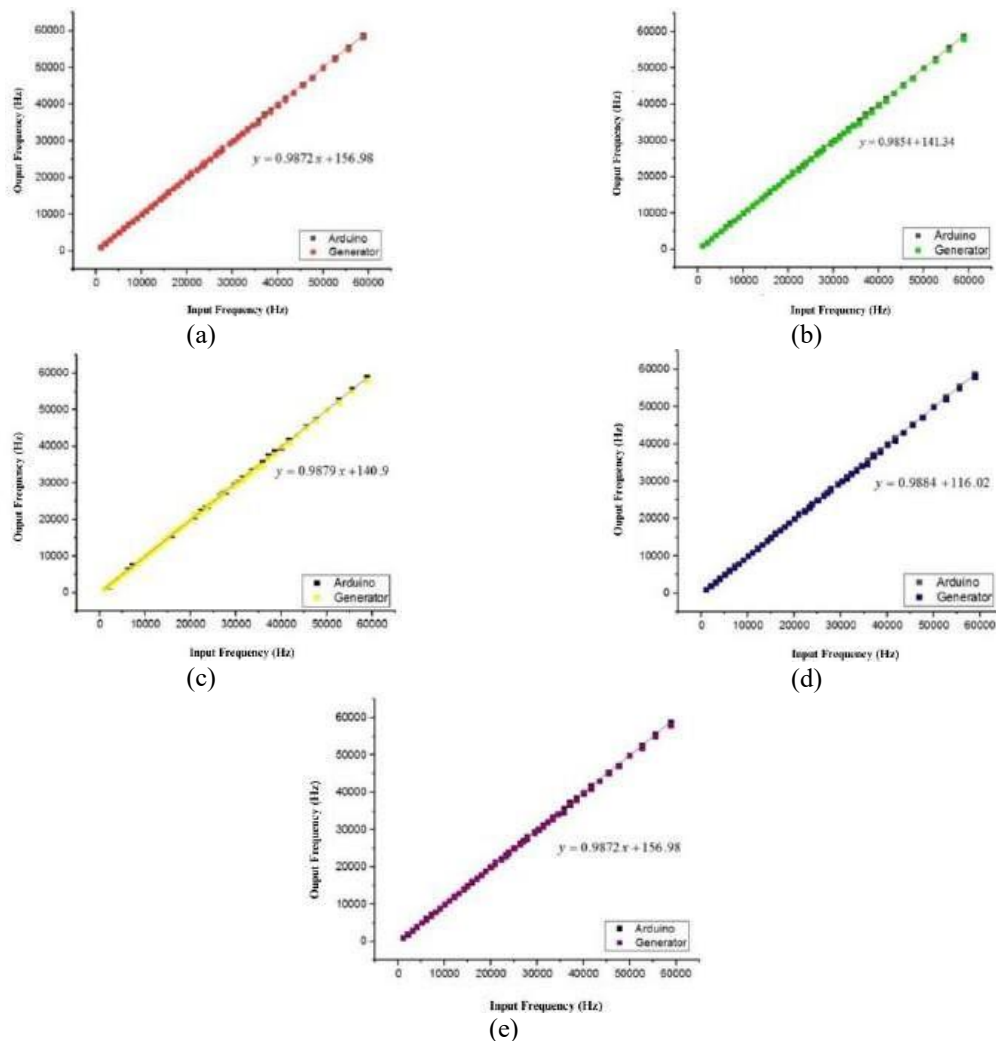 60000
50000
40000
30000
20000
10000
0
Ouput Frequency (Hz)
y = 0.9872 x + 156.98
Arduino
Generator
0 10000 20000 30000 40000 50000 60000
Input Frequency (Hz)
(a)
60000
50000
40000
30000
20000
10000
0
Ouput Frequency (Hz)
y = 0.9854 + 141.34
Arduino
Generator
0 10000 20000 30000 40000 50000 60000
Input Frequency (Hz)
(b)
60000
50000
40000
30000
20000
10000
0
Ouput Frequency (Hz)
y = 0.9879 x + 140.9
Arduino
Generator
0 10000 20000 30000 40000 50000 60000
Input Frequency (Hz)
(c)
60000
50000
40000
30000
20000
10000
0
Ouput Frequency (Hz)
y = 0.9884 + 116.02
Arduino
Generator
0 10000 20000 30000 40000 50000 60000
Input Frequency (Hz)
(d)
60000
50000
40000
30000
20000
10000
0
Ouput Frequency (Hz)
y = 0.9872 x + 156.98
Arduino
Generator
0 10000 20000 30000 40000 50000 60000
Input Frequency (Hz)
(e)